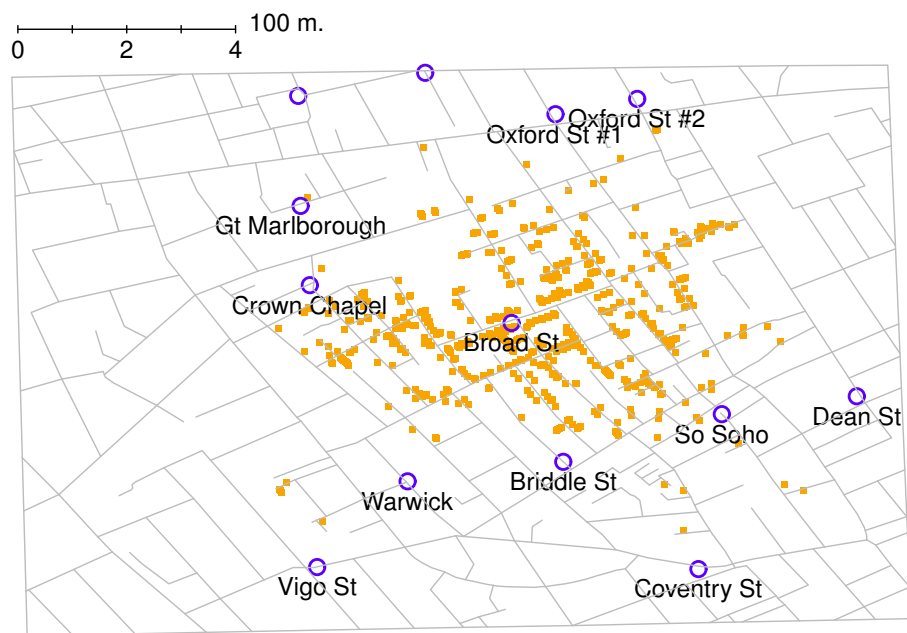 100 m.
0 2 4
Oxford St #2
Oxford St #1
Gt Marlborough
Crown Chapel
Broad St
Dean St
So Soho
Briddle St
Warwick
Vigo St
Coventry St